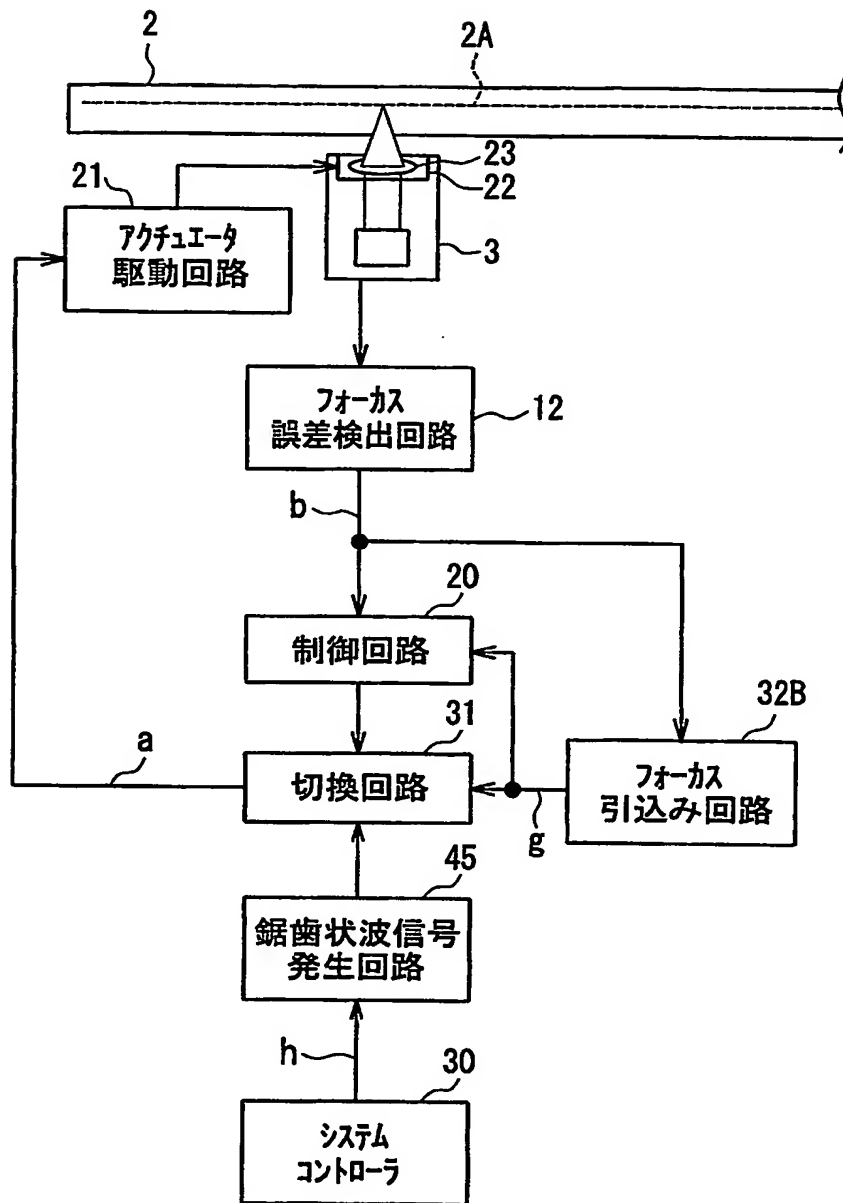 2
2A
23
22
21
アクチュエータ
駆動回路
3
フォーカス
誤差検出回路
12
b
20
制御回路
31
32B
a
切換回路
フォーカス
引込み回路
g
45
鋸歯状波信号
発生回路
h
30
システム
コントローラ